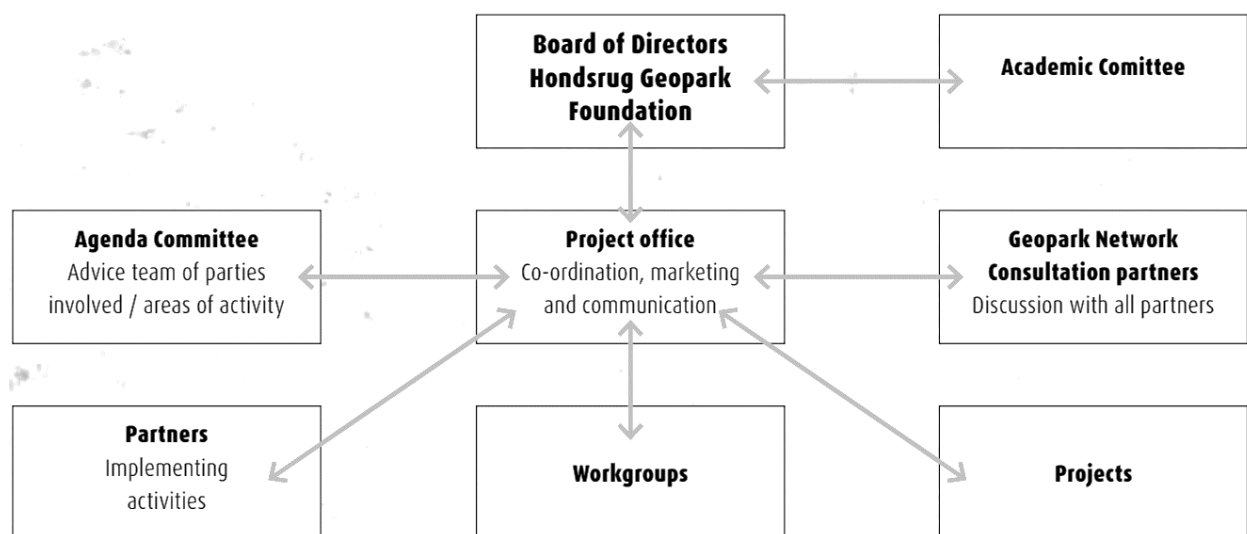 Board of Directors
Hondsrug Geopark
Foundation
Academic Comittee
Agenda Committee
Advice team of parties
involved / areas of activity
Project office
Co-ordination, marketing
and communication
Geopark Network
Consultation partners
Discussion with all partners
Partners
Implementing
activities
Workgroups
Projects